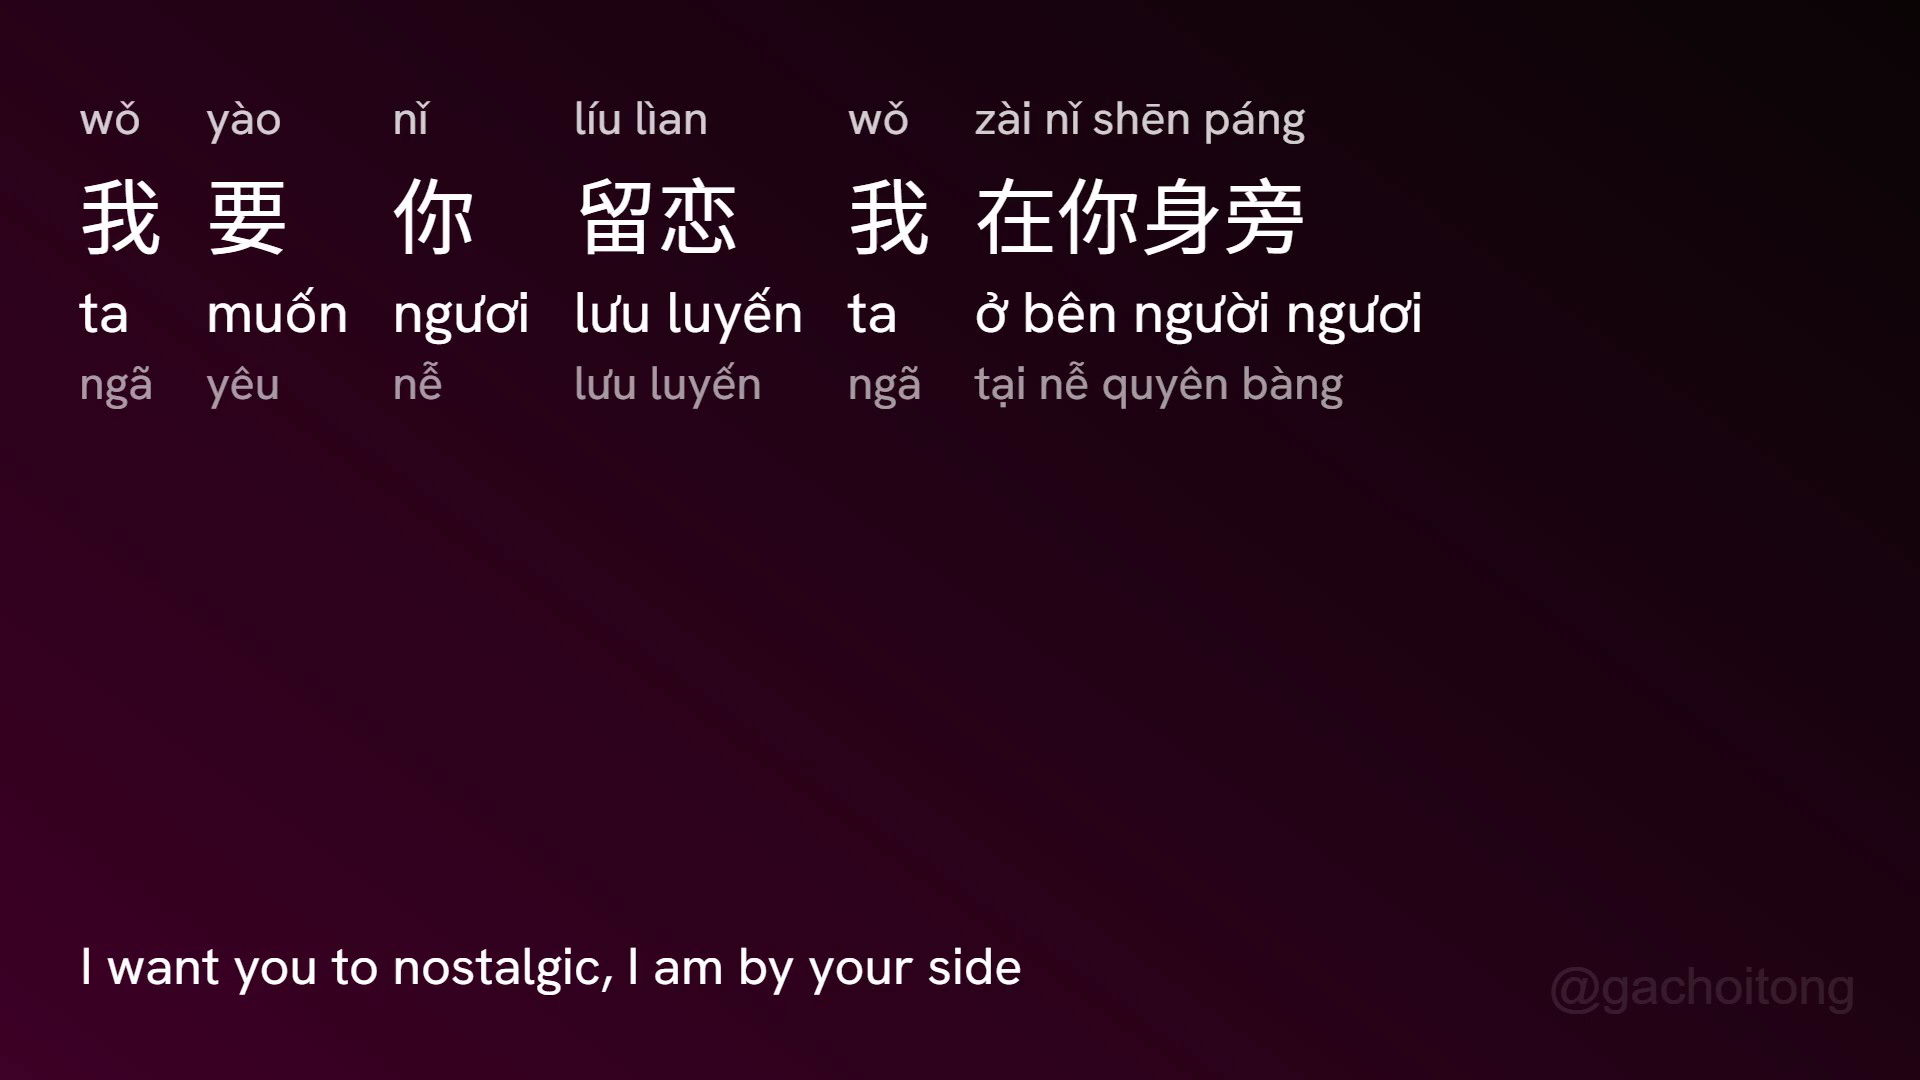 wǒ yào nǐ líu lìan wǒ zài nǐ shēn páng
我 要 你 留恋 我 在你身旁
ta muốn ngươi lưu luyến ta ở bên người ngươi
ngã yêu nễ lưu luyến ngã tại nễ quyên bàng
I want you to nostalgic, I am by your side
@gachoitong